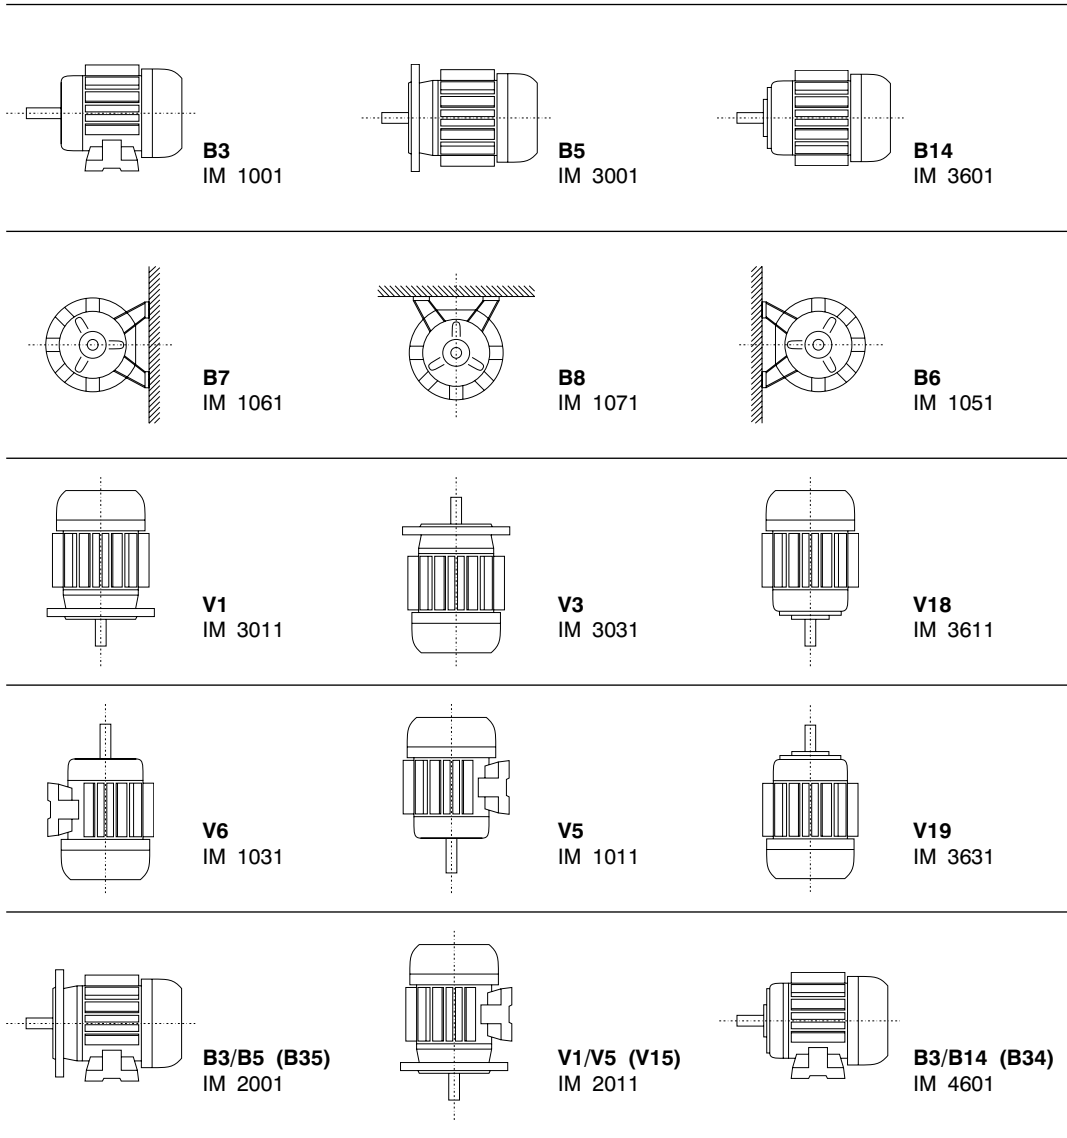 B3
IM 1001
B5
IM 3001
B14
IM 3601
B7
IM 1061
B8
IM 1071
B6
IM 1051
V1
IM 3011
V3
IM 3031
V18
IM 3611
V6
IM 1031
V5
IM 1011
V19
IM 3631
B3/B5 (B35)
IM 2001
V1/V5 (V15)
IM 2011
B3/B14 (B34)
IM 4601